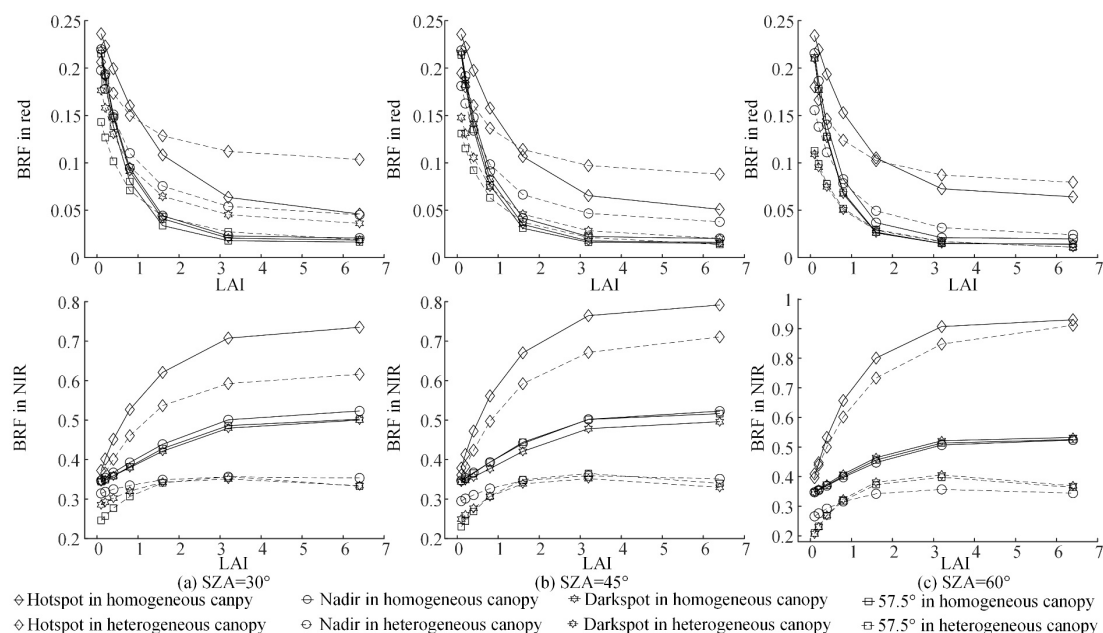 0.25
0.2
0.15
0.1
0.05
0
BRF in red
0 1 2 3 4 5 6 7
LAI
0.25
0.2
0.15
0.1
0.05
0
BRF in red
0 1 2 3 4 5 6 7
LAI
0.25
0.2
0.15
0.1
0.05
0
BRF in red
0 1 2 3 4 5 6 7
LAI
0.8
0.7
0.6
0.5
0.4
0.3
0.2
BRF in NIR
0 1 2 3 4 5 6 7
LAI
(a) SZA=30°
0.8
0.7
0.6
0.5
0.4
0.3
0.2
BRF in NIR
0 1 2 3 4 5 6 7
LAI
(b) SZA=45°
1
0.9
0.8
0.7
0.6
0.5
0.4
0.3
0.2
BRF in NIR
0 1 2 3 4 5 6 7
LAI
(c) SZA=60°
Hotspot in homogeneous canpy
Nadir in homogeneous canopy
Darkspot in homogeneous canopy
57.5° in homogeneous canopy
Hotspot in heterogeneous canopy
Nadir in heterogeneous canopy
Darkspot in heterogeneous canopy
57.5° in heterogeneous canopy